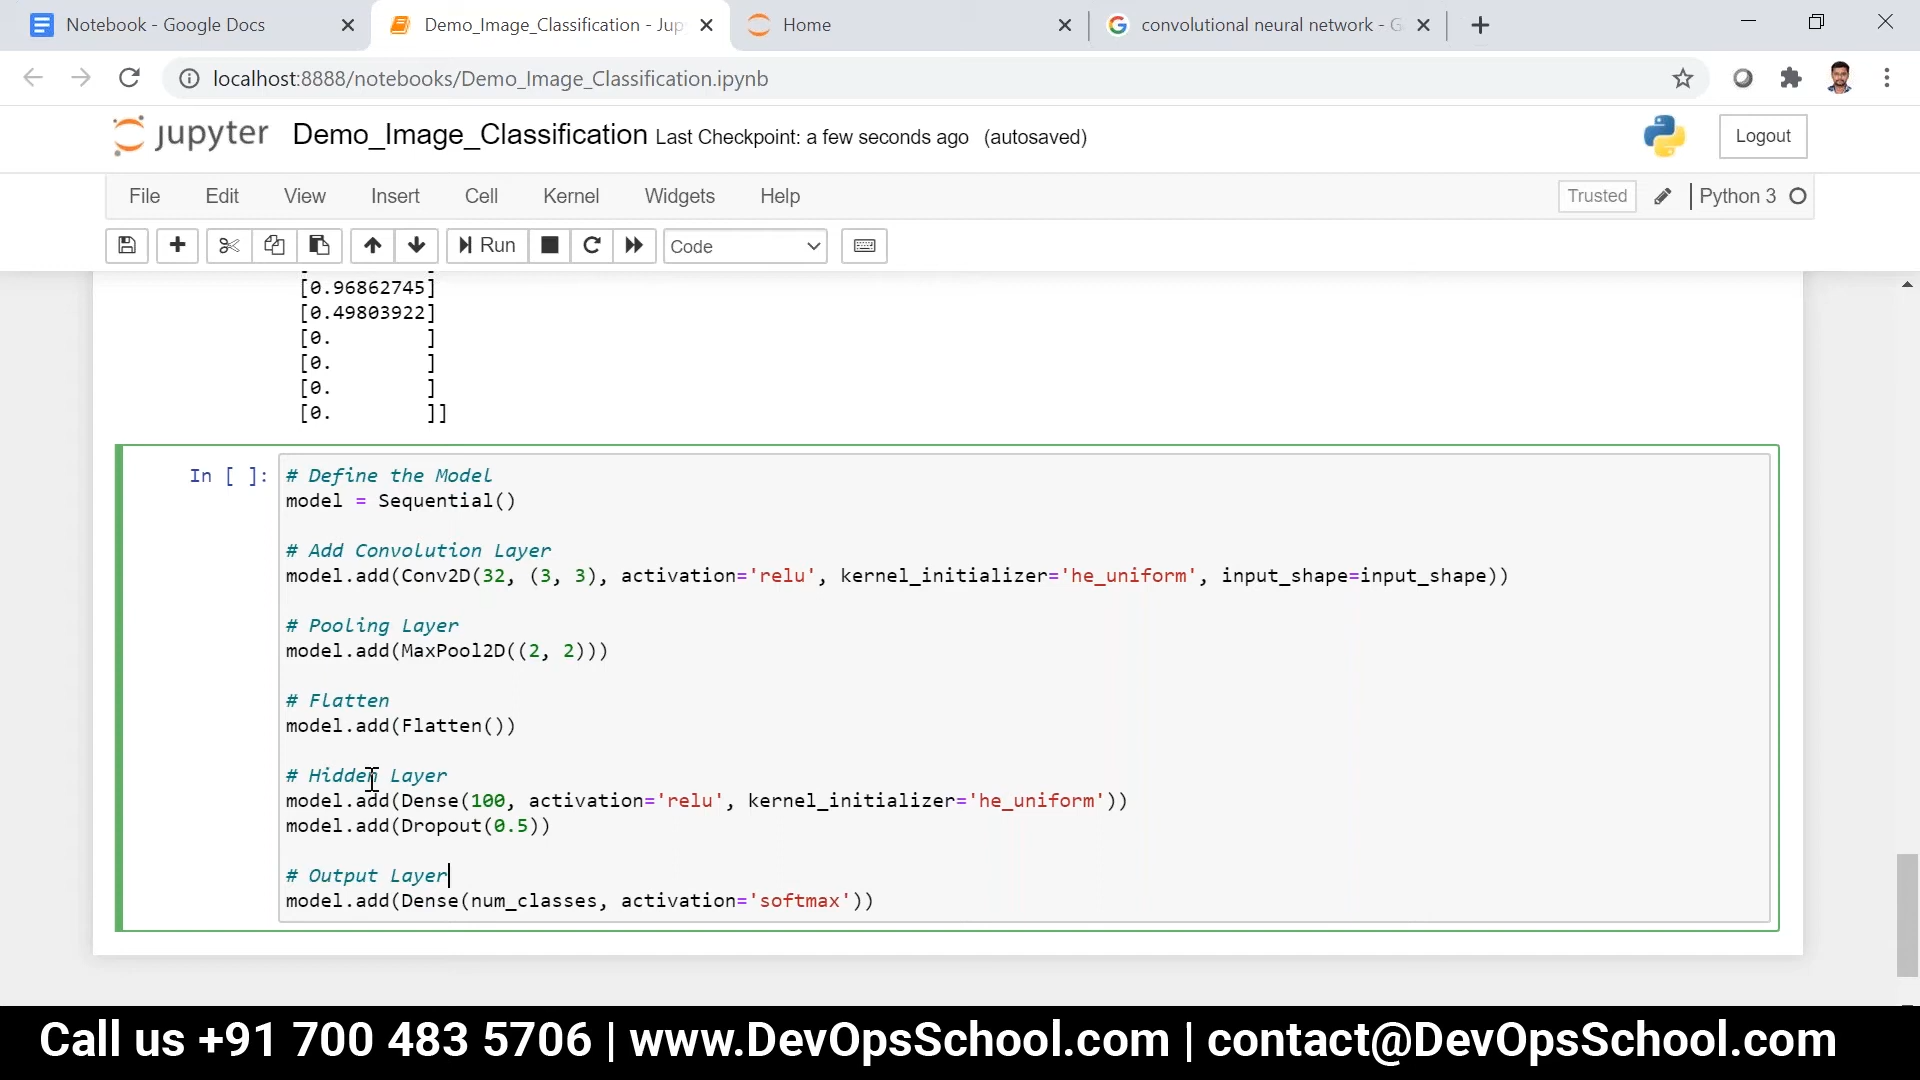 Notebook - Google Docs
Demo_Image_Classification - Jup
Home
convolutional neural network - G
localhost:8888/notebooks/Demo_Image_Classification.ipynb
jupyter Demo_Image_Classification Last Checkpoint: a few seconds ago (autosaved)
Logout
File Edit View Insert Cell Kernel Widgets Help
Trusted Python 3
Run Code
[0.96862745]
[0.49803922]
[0.        ]
[0.        ]
[0.        ]
[0.        ]]
In [ ]:
# Define the Model
model = Sequential()
# Add Convolution Layer
model.add(Conv2D(32, (3, 3), activation='relu', kernel_initializer='he_uniform', input_shape=input_shape))
# Pooling Layer
model.add(MaxPool2D((2, 2)))
# Flatten
model.add(Flatten())
# Hidden Layer
model.add(Dense(100, activation='relu', kernel_initializer='he_uniform'))
model.add(Dropout(0.5))
# Output Layer
model.add(Dense(num_classes, activation='softmax'))
Call us +91 700 483 5706 | www.DevOpsSchool.com | contact@DevOpsSchool.com